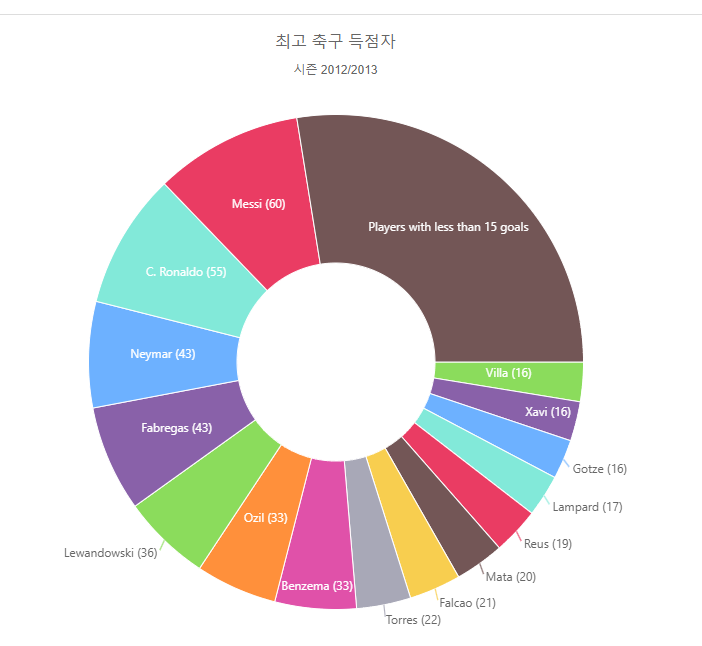 최고 축구 득점자
시즌 2012/2013
Messi (60)
Players with less than 15 goals
C. Ronaldo (55)
Neymar (43)
Villa (16)
Xavi (16)
Fabregas (43)
Gotze (16)
Lampard (17)
Ozil (33)
Reus (19)
Lewandowski (36)
Mata (20)
Benzema (33)
Falcao (21)
Torres (22)